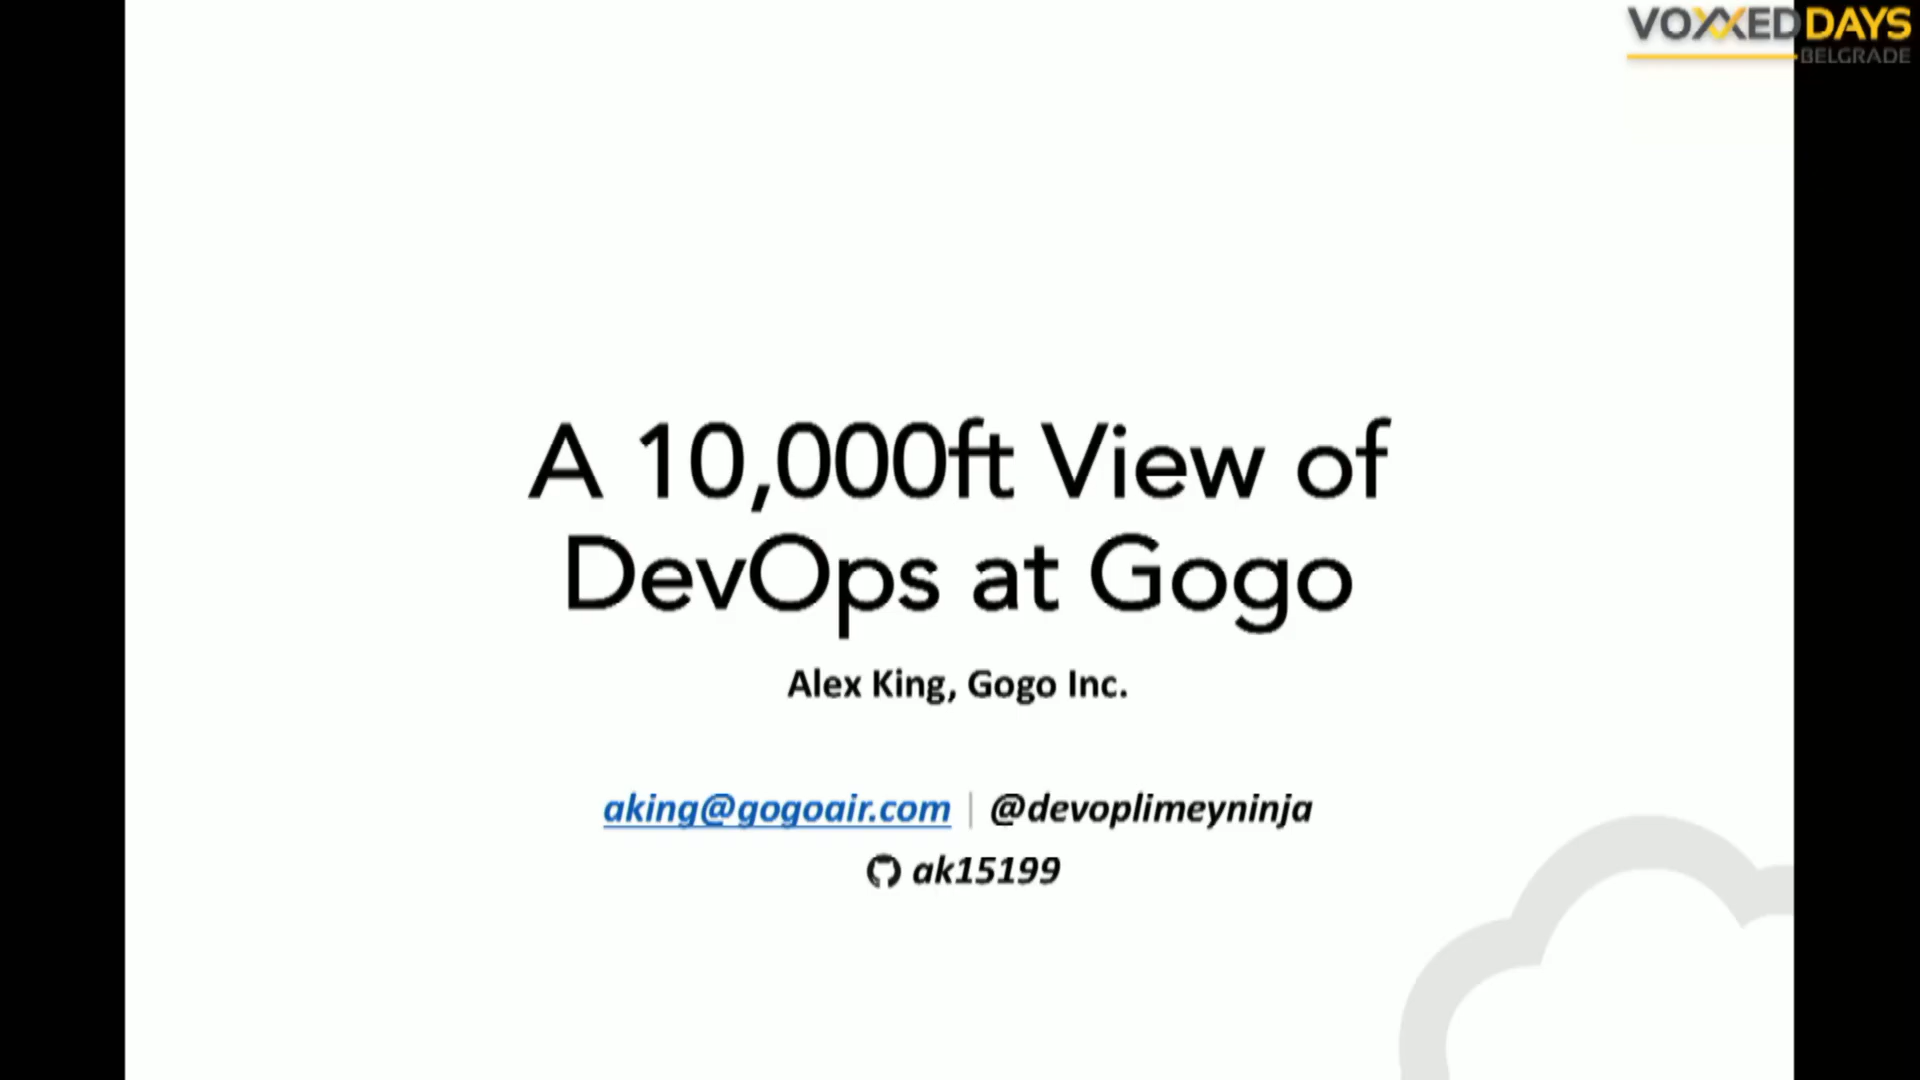 VOXXED DAYS
BELGRADE
A 10,000ft View of
DevOps at Gogo
Alex King, Gogo Inc.
aking@gogoair.com | @devoplimeyninja
ak15199